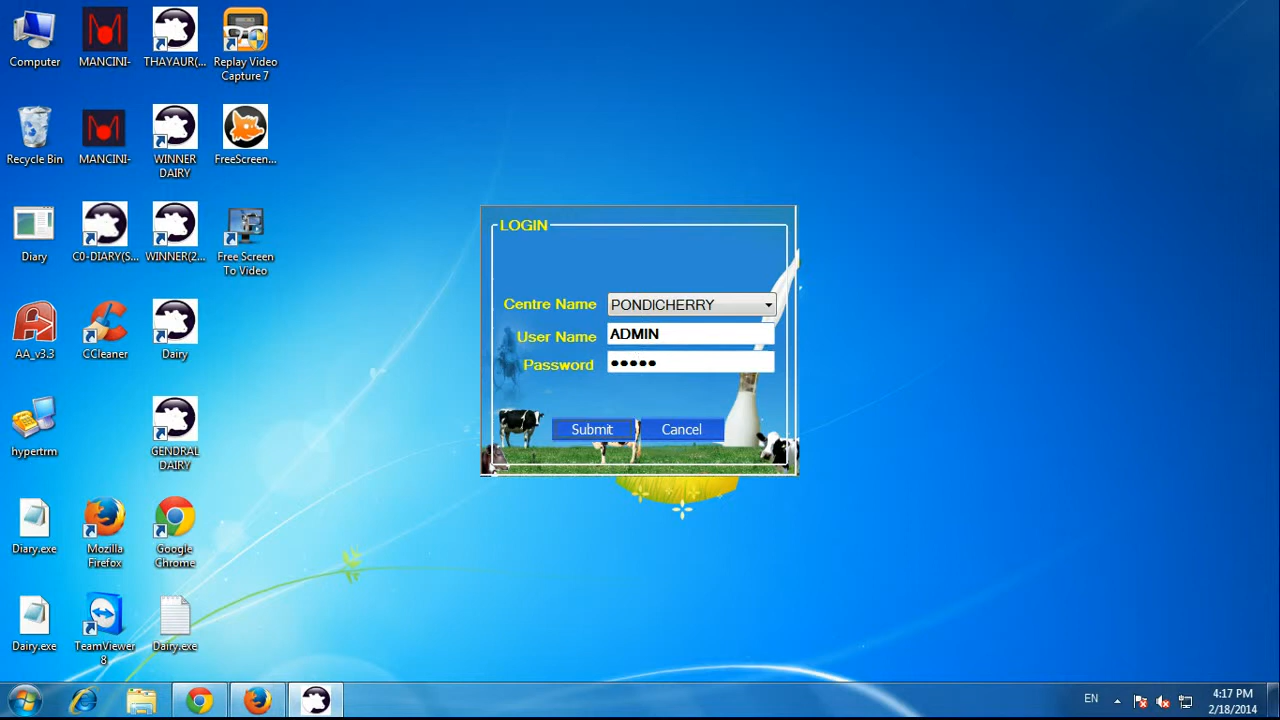 Computer
MANCINI-
THAYAUR(...
Replay Video
Capture 7
Recycle Bin
MANCINI-
WINNER
DAIRY
FreeScreen...
Diary
C0-DIARY(S...
WINNER(2...
Free Screen
To Video
AA_v3.3
CCleaner
Dairy
hypertrm
GENDRAL
DAIRY
Diary.exe
Mozilla
Firefox
Google
Chrome
Dairy.exe
TeamViewer
8
Dairy.exe
LOGIN
Centre Name
PONDICHERRY
User Name
ADMIN
Password
●●●●●
Submit
Cancel
EN
4:17 PM
2/18/2014